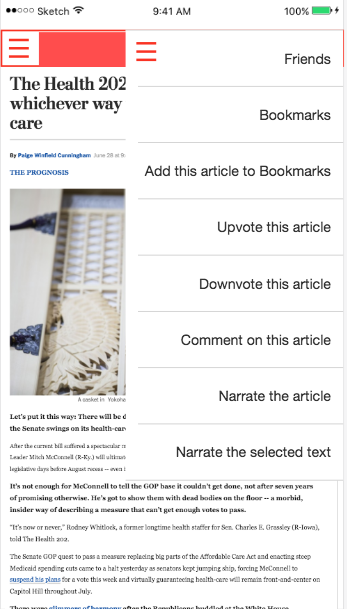 Sketch
9:41 AM
100%
Friends
Bookmarks
Add this article to Bookmarks
Upvote this article
Downvote this article
Comment on this article
Narrate the article
Narrate the selected text
The Health 202
whichever way
care
By Paige Winfield Cunningham June 28 at 8:
THE PROGNOSIS
A casket in Yokoha
Let's put it this way: There will be d
the Senate swings on its health-car
After the current bill suffered a spectacular
Leader Mitch McConnell (R-Ky.) will ultima
legislative days before August recess — even i
It's not enough for McConnell to tell the GOP base it couldn't get done, not after seven years
of promising otherwise. He's got to show them with dead bodies on the floor -- a morbid,
insider way of describing a measure that can't get enough votes to pass.
"It's now or never," Rodney Whitlock, a former longtime health staffer for Sen. Charles E. Grassley (R-Iowa),
told The Health 202.
The Senate GOP quest to pass a measure replacing big parts of the Affordable Care Act and enacting steep
Medicaid spending cuts came to a halt yesterday as senators kept jumping ship, forcing McConnell to
suspend his plans for a vote this week and virtually guaranteeing health-care will remain front-and-center on
Capitol Hill throughout July.
There were glimmers of harmony after the Republicans huddled at the White House